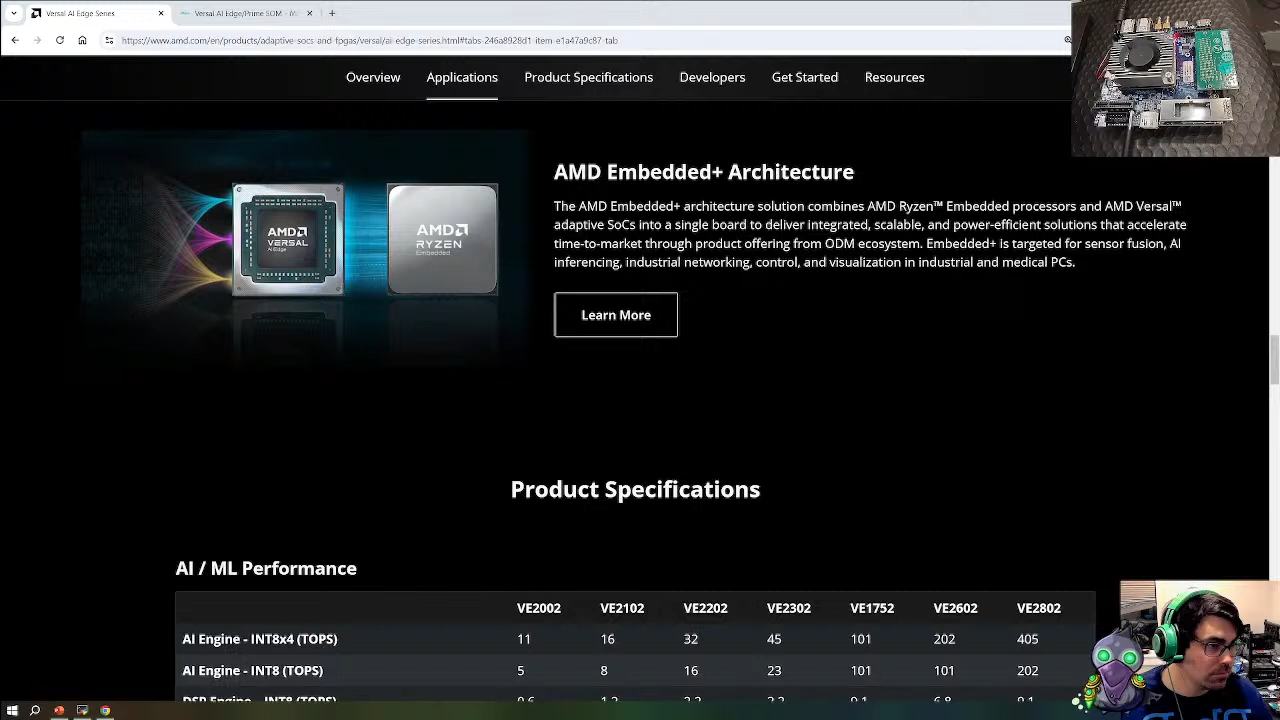 Versal AI Edge Series
Versal AI Edge/Prime SOM - iW
https://www.amd.com/en/products/adaptive-socs-and-fpgas/versal/ai-edge-series.html#tabs-246a8928d1-item-e1a47a9c87-tab
Overview
Applications
Product Specifications
Developers
Get Started
Resources
AMD
VERSAL
AI Edge
AMD
RYZEN
Embedded
AMD Embedded+ Architecture
The AMD Embedded+ architecture solution combines AMD Ryzen™ Embedded processors and AMD Versal™
adaptive SoCs into a single board to deliver integrated, scalable, and power-efficient solutions that accelerate
time-to-market through product offering from ODM ecosystem. Embedded+ is targeted for sensor fusion, AI
inferencing, industrial networking, control, and visualization in industrial and medical PCs.
Learn More
Product Specifications
AI / ML Performance
VE2002 VE2102 VE2202 VE2302 VE1752 VE2602 VE2802
AI Engine - INT8x4 (TOPS) 11 16 32 45 101 202 405
AI Engine - INT8 (TOPS) 5 8 16 23 101 101 202
DSP Engine - INT8 (TOPS)